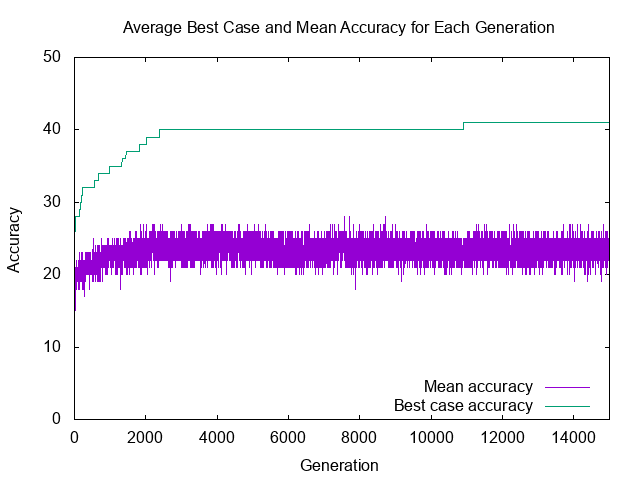 Average Best Case and Mean Accuracy for Each Generation
50
40
30
20
10
0
Accuracy
Mean accuracy
Best case accuracy
0 2000 4000 6000 8000 10000 12000 14000
Generation